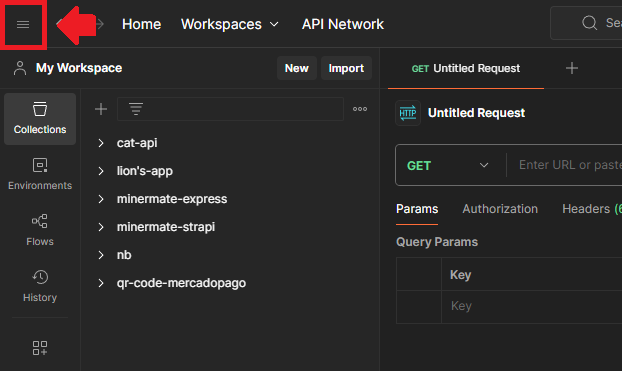 Home Workspaces API Network
My Workspace New Import
GET Untitled Request
Collections
HTTP Untitled Request
cat-api
GET Enter URL or paste
lion's-app
Environments
minermate-express
Params Authorization Headers
minermate-strapi
Flows
Query Params
nb
Key
qr-code-mercadopago
History
Key